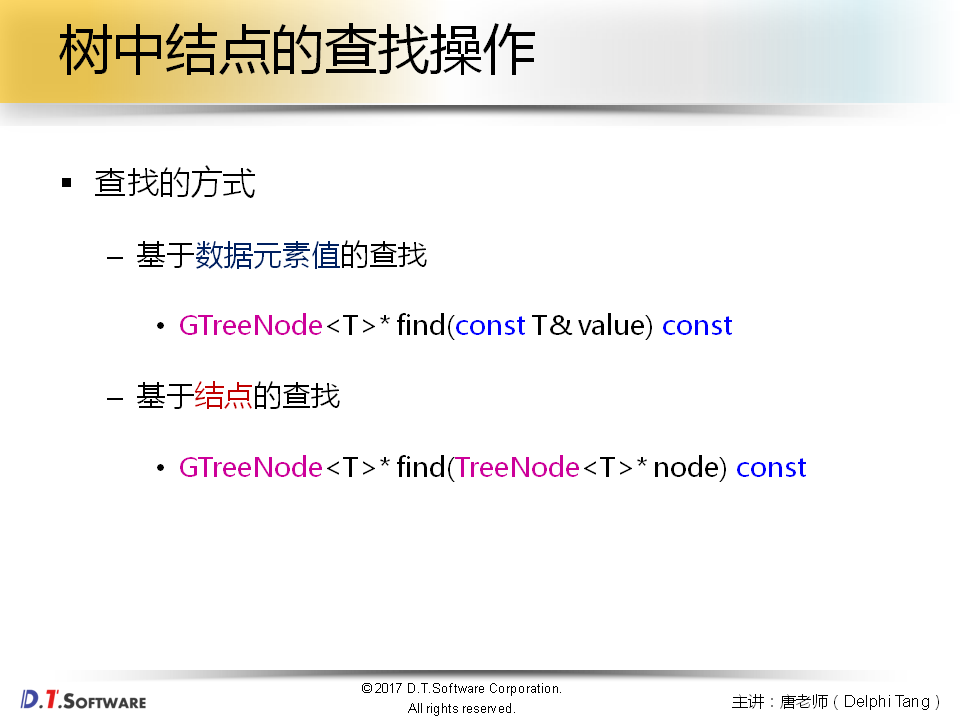 树中结点的查找操作
▪ 查找的方式
– 基于数据元素值的查找
• GTreeNode<T>* find(const T& value) const
– 基于结点的查找
• GTreeNode<T>* find(TreeNode<T>* node) const
D.T.SOFTWARE
©2017 D.T.Software Corporation.
All rights reserved.
主讲：唐老师（Delphi Tang）